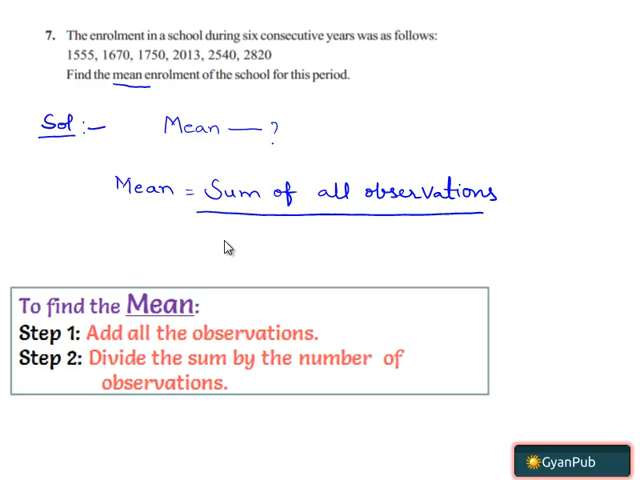 7. The enrolment in a school during six consecutive years was as follows:
1555, 1670, 1750, 2013, 2540, 2820
Find the mean enrolment of the school for this period.
Sol :- Mean — ?
Mean = Sum of all observations
To find the Mean:
Step 1: Add all the observations.
Step 2: Divide the sum by the number of
observations.
GyanPub